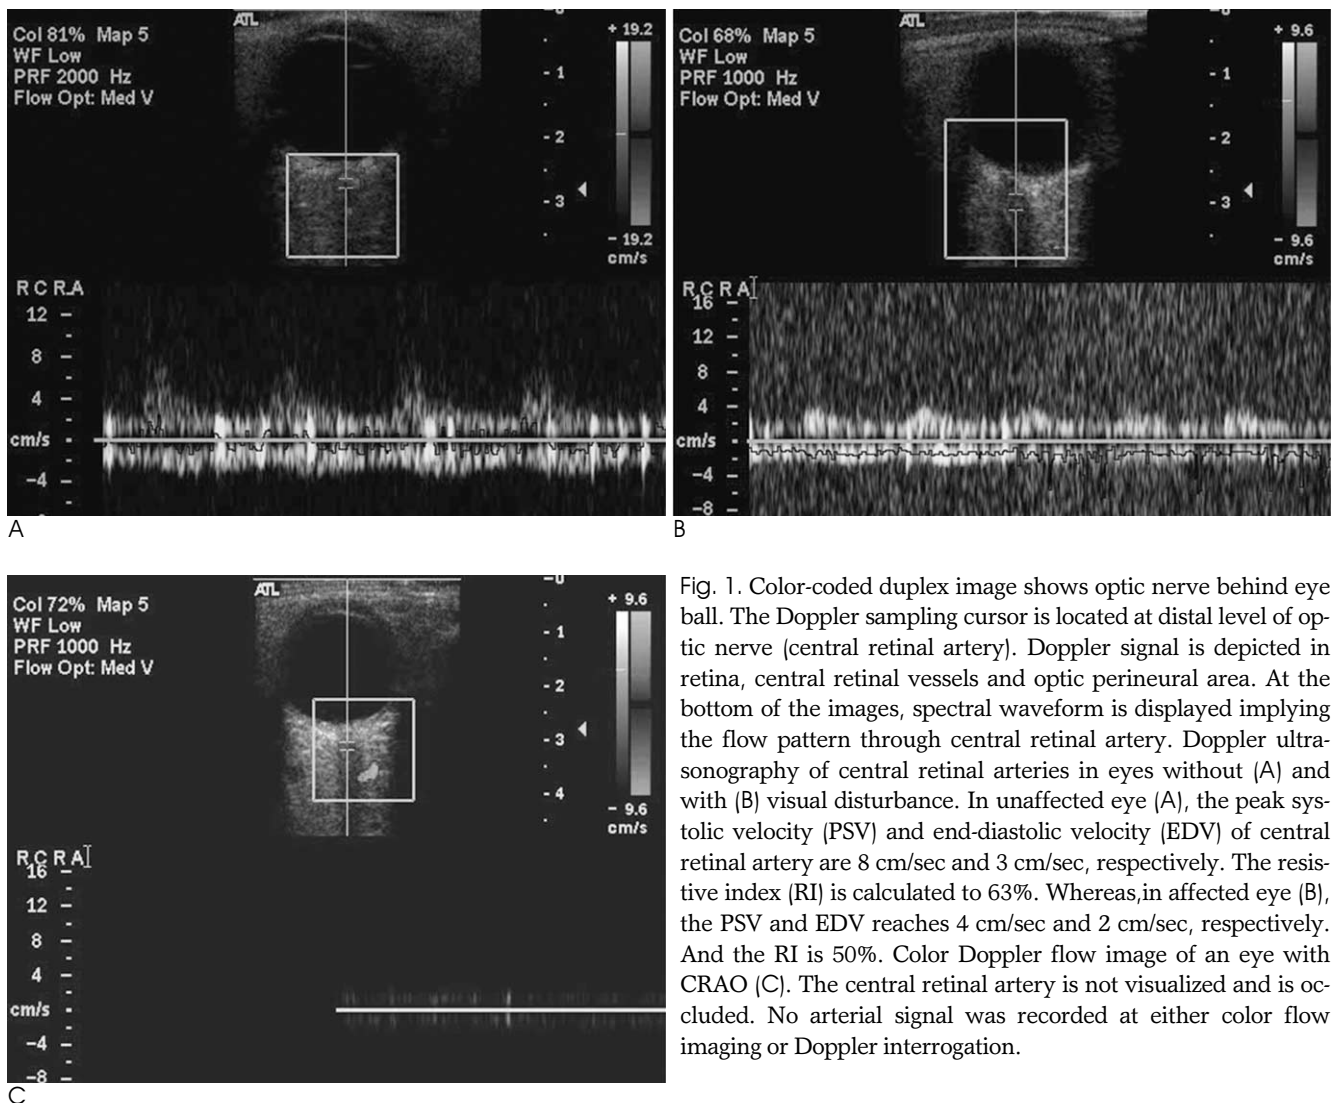 ATL
Col 81% Map 5
WF Low
PRF 2000 Hz
Flow Opt: Med V
0
- 1
- 2
- 3
+ 19.2
- 19.2
cm/s
R C R A
12
8
4
cm/s
-4
A
ATL
Col 68% Map 5
WF Low
PRF 1000 Hz
Flow Opt: Med V
0
- 1
- 2
- 3
+ 9.6
- 9.6
cm/s
R C R A
16
12
8
4
cm/s
-4
-8
B
ATL
Col 72% Map 5
WF Low
PRF 1000 Hz
Flow Opt: Med V
0
- 1
- 2
- 3
- 4
+ 9.6
- 9.6
cm/s
R C R A
16
12
8
4
cm/s
-4
-8
C
Fig. 1. Color-coded duplex image shows optic nerve behind eye
ball. The Doppler sampling cursor is located at distal level of op-
tic nerve (central retinal artery). Doppler signal is depicted in
retina, central retinal vessels and optic perineural area. At the
bottom of the images, spectral waveform is displayed implying
the flow pattern through central retinal artery. Doppler ultra-
sonography of central retinal arteries in eyes without (A) and
with (B) visual disturbance. In unaffected eye (A), the peak sys-
tolic velocity (PSV) and end-diastolic velocity (EDV) of central
retinal artery are 8 cm/sec and 3 cm/sec, respectively. The resis-
tive index (RI) is calculated to 63%. Whereas,in affected eye (B),
the PSV and EDV reaches 4 cm/sec and 2 cm/sec, respectively.
And the RI is 50%. Color Doppler flow image of an eye with
CRAO (C). The central retinal artery is not visualized and is oc-
cluded. No arterial signal was recorded at either color flow
imaging or Doppler interrogation.